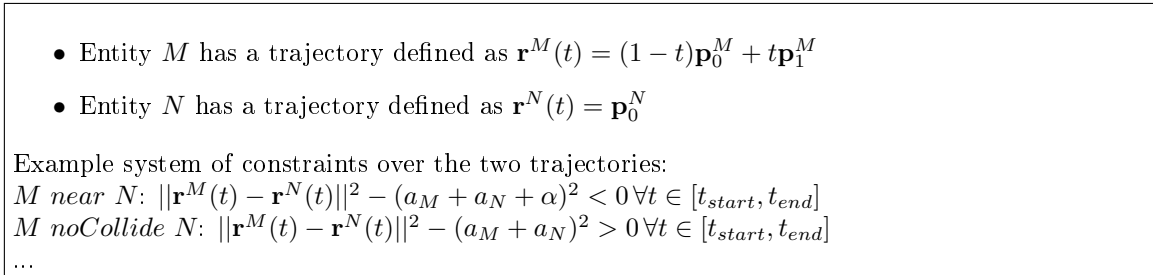 • Entity M has a trajectory defined as r^M(t) = (1 − t)p_0^M + tp_1^M
• Entity N has a trajectory defined as r^N(t) = p_0^N
Example system of constraints over the two trajectories:
M near N: ||r^M(t) − r^N(t)||^2 − (a_M + a_N + α)^2 < 0 ∀t ∈ [t_start, t_end]
M noCollide N: ||r^M(t) − r^N(t)||^2 − (a_M + a_N)^2 > 0 ∀t ∈ [t_start, t_end]
...